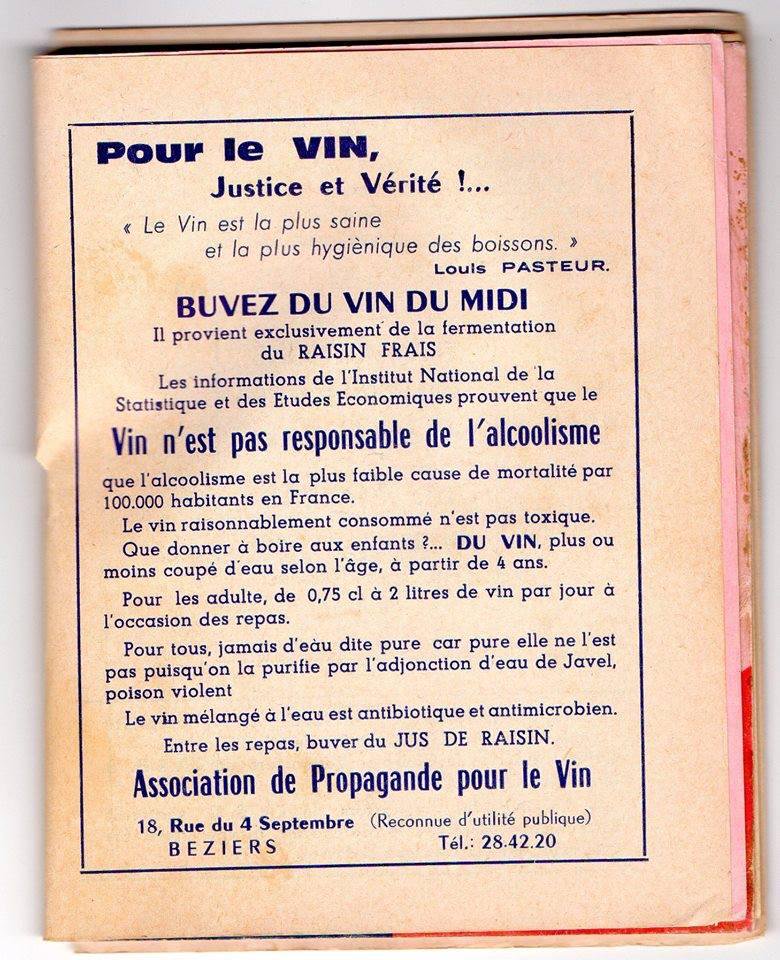 Pour le VIN,
Justice et Vérité !...
« Le Vin est la plus saine
et la plus hygiènique des boissons. »
Louis PASTEUR.
BUVEZ DU VIN DU MIDI
Il provient exclusivement de la fermentation
du RAISIN FRAIS
Les informations de l'Institut National de la
Statistique et des Etudes Economiques prouvent que le
Vin n'est pas responsable de l'alcoolisme
que l'alcoolisme est la plus faible cause de mortalité par
100.000 habitants en France.
Le vin raisonnablement consommé n'est pas toxique.
Que donner à boire aux enfants ?... DU VIN, plus ou
moins coupé d'eau selon l'âge, à partir de 4 ans.
Pour les adulte, de 0,75 cl à 2 litres de vin par jour à
l'occasion des repas.
Pour tous, jamais d'eàu dite pure car pure elle ne l'est
pas puisqu'on la purifie par l'adjonction d'eau de Javel,
poison violent
Le vin mélangé à l'eau est antibiotique et antimicrobien.
Entre les repas, buver du JUS DE RAISIN.
Association de Propagande pour le Vin
18, Rue du 4 Septembre (Reconnue d'utilité publique)
BEZIERS Tél.: 28.42.20